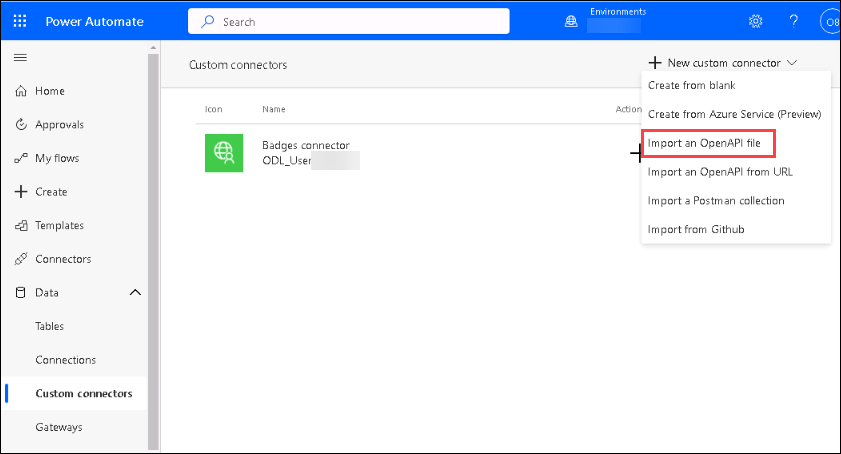 Power Automate
Search
Environments
?
OB
Custom connectors
New custom connector
Create from blank
Create from Azure Service (Preview)
Import an OpenAPI file
Import an OpenAPI from URL
Import a Postman collection
Import from Github
Home
Approvals
My flows
Create
Templates
Connectors
Data
Tables
Connections
Custom connectors
Gateways
Icon
Name
Action
Badges connector
ODL_User